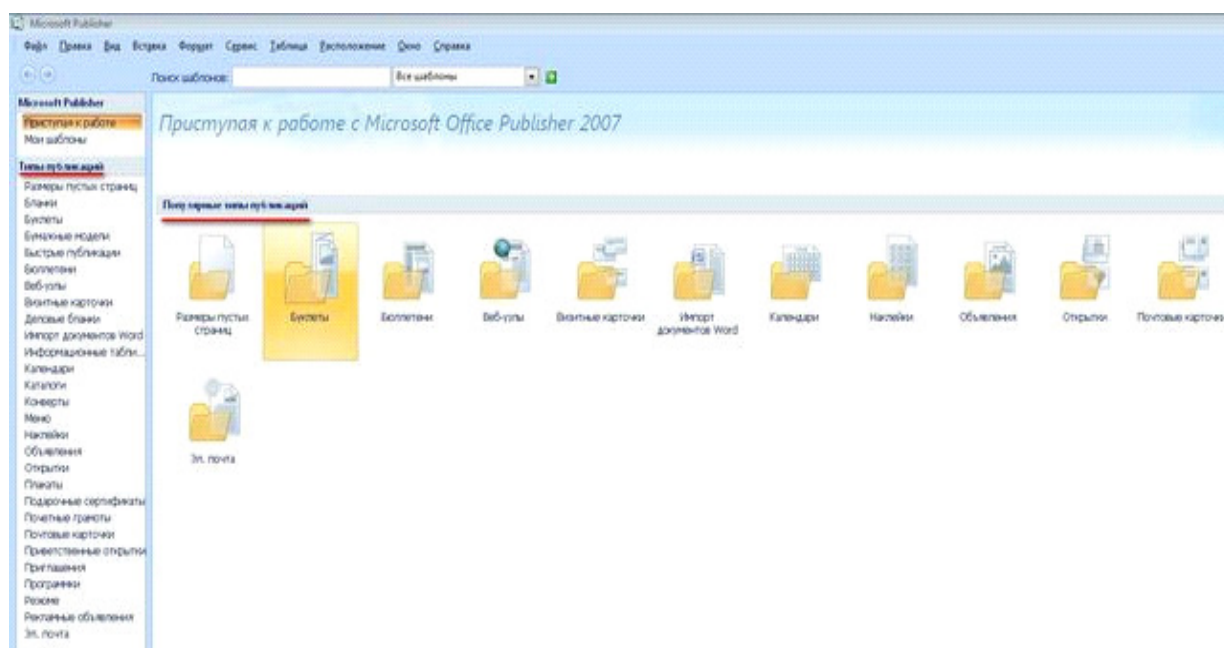 Microsoft Publisher
Файл Правка Вид Вставка Формат Сервис Таблица Расположение Окно Справка
Поиск шаблонов: Все шаблоны
Microsoft Publisher
Приступая к работе
Мои шаблоны
Типы публикаций
Размеры пустых страниц
Бланки
Буклеты
Бумажные модели
Быстрые публикации
Бюллетени
Веб-узлы
Визитные карточки
Деловые бланки
Импорт документов Word
Информационные табли...
Календари
Каталоги
Конверты
Меню
Наклейки
Объявления
Открытки
Плакаты
Подарочные сертификаты
Почетные грамоты
Почтовые карточки
Приветственные открытки
Приглашения
Программки
Резюме
Рекламные объявления
Эл. почта
Приступая к работе с Microsoft Office Publisher 2007
Популярные типы публикаций
Размеры пустых страниц
Буклеты
Бюллетени
Веб-узлы
Визитные карточки
Импорт документов Word
Календари
Наклейки
Объявления
Открытки
Почтовые карточки
Эл. почта